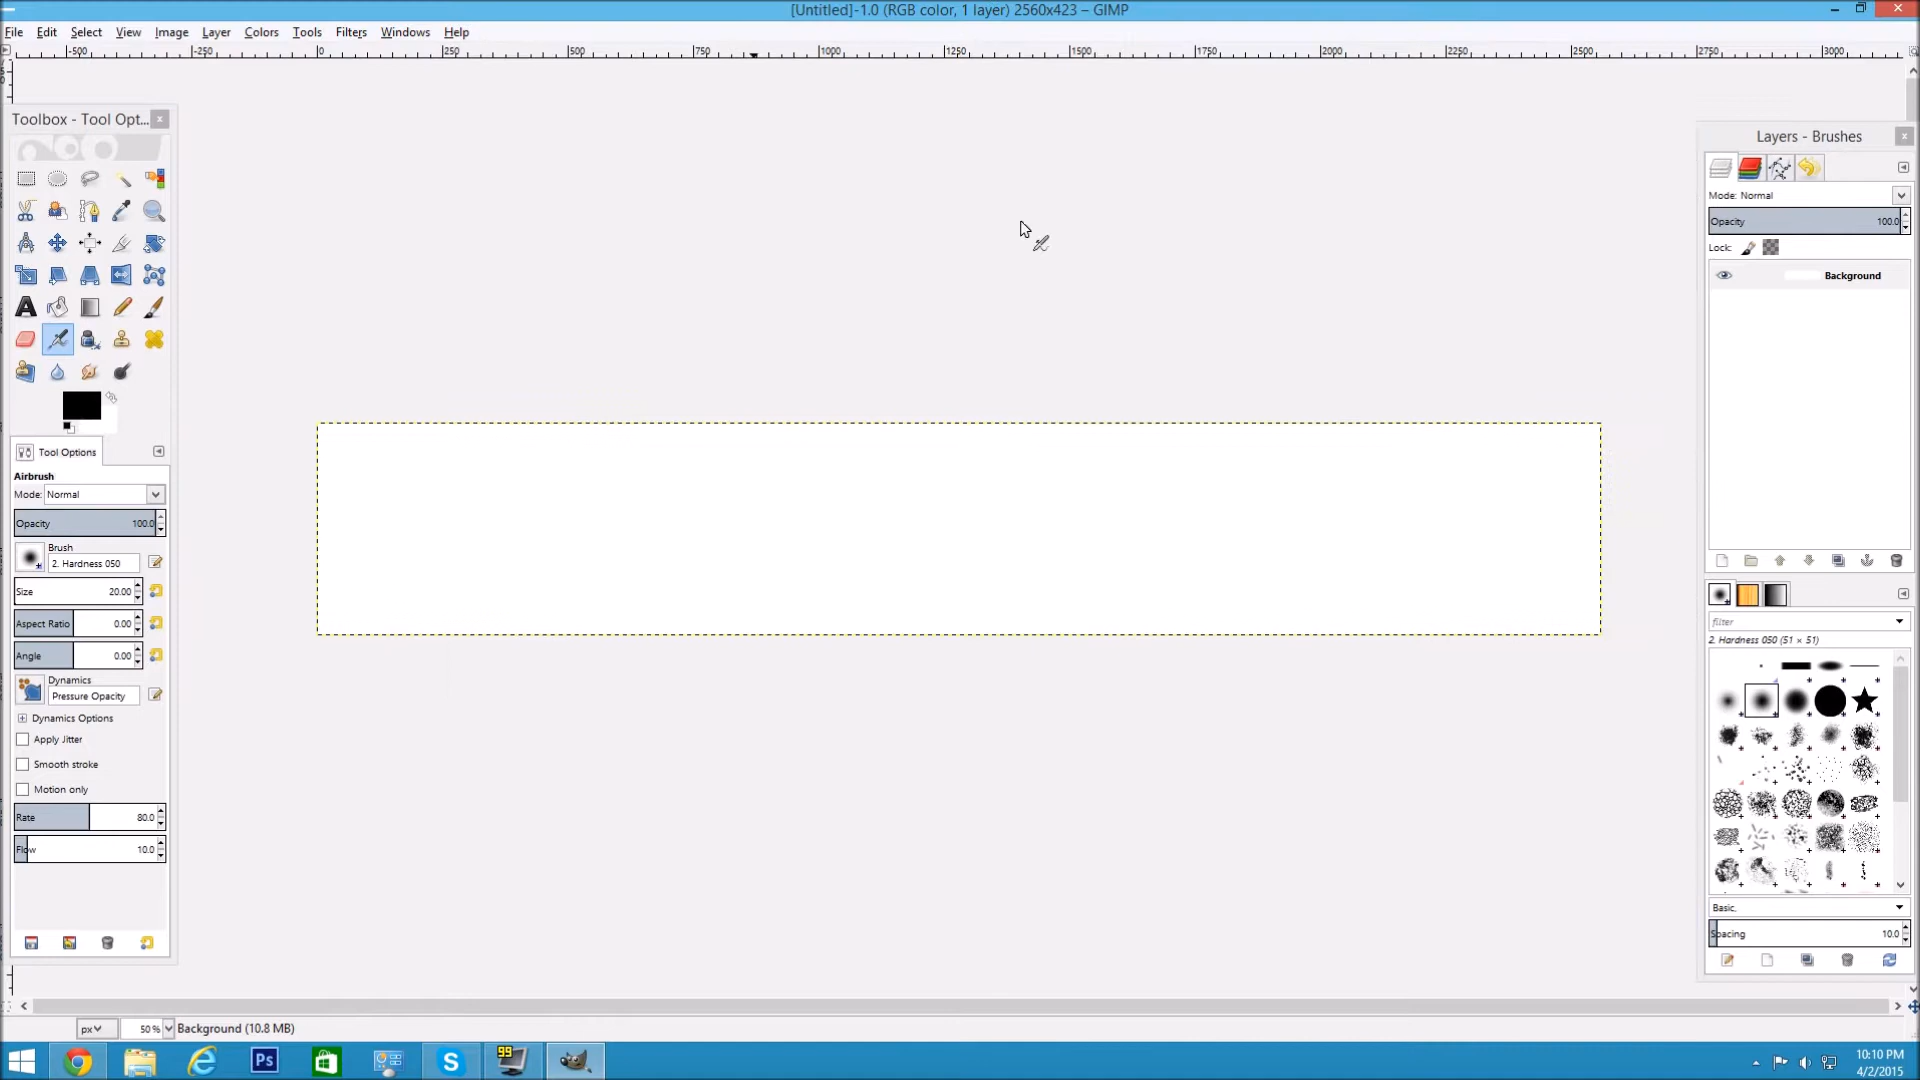 [Untitled]-1.0 (RGB color, 1 layer) 2560x423 – GIMP
File Edit Select View Image Layer Colors Tools Filters Windows Help
-500 -250 0 250 500 750 1000 1250 1500 1750 2000 2250 2500 2750 3000
Toolbox - Tool Opt...
Tool Options
Airbrush
Mode: Normal
Opacity 100.0
Brush
2. Hardness 050
Size 20.00
Aspect Ratio 0.00
Angle 0.00
Dynamics
Pressure Opacity
Dynamics Options
Apply Jitter
Smooth stroke
Motion only
Rate 80.0
Flow 10.0
Layers - Brushes
Mode: Normal
Opacity 100.0
Lock:
Background
filter
2. Hardness 050 (51 × 51)
Basic,
Spacing 10.0
px 50 % Background (10.8 MB)
Ps
S
99
10:10 PM
4/2/2015